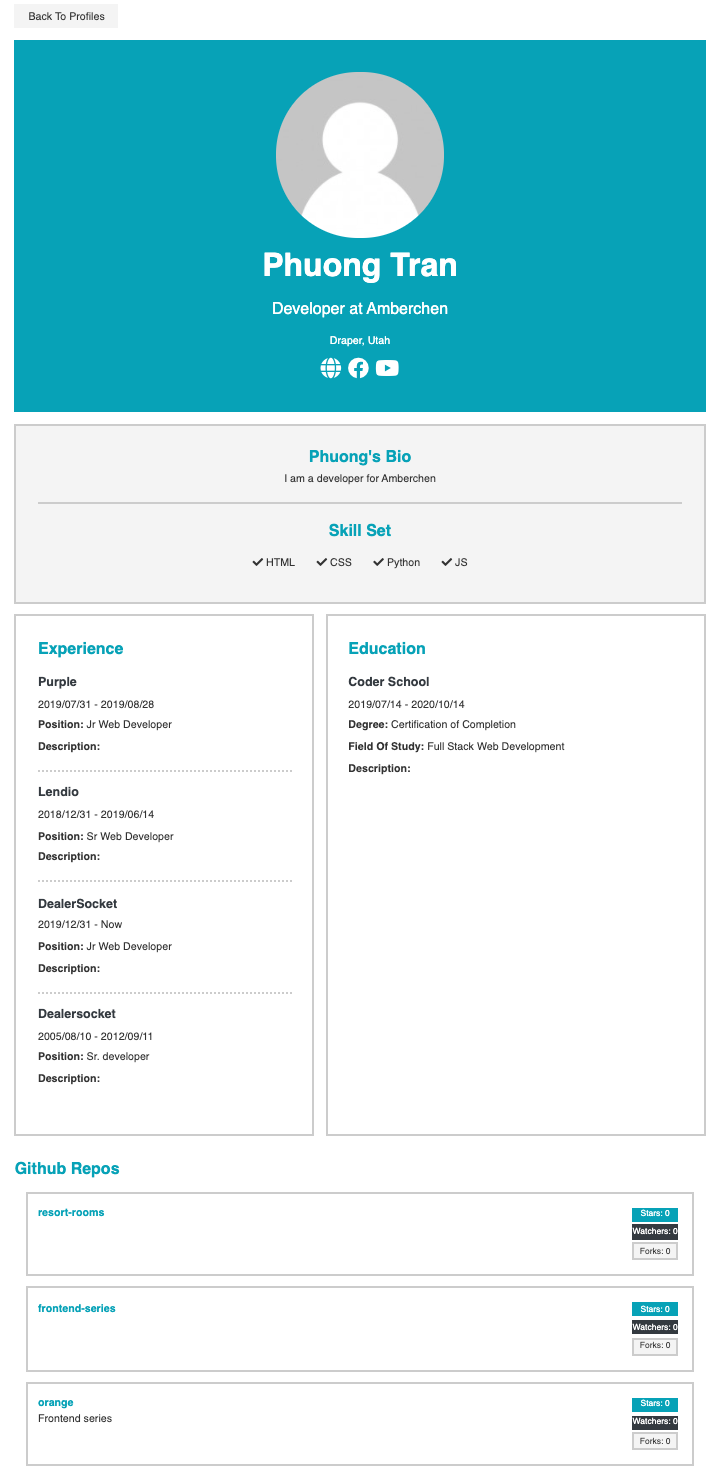 Back To Profiles
Phuong Tran
Developer at Amberchen
Draper, Utah
Phuong's Bio
I am a developer for Amberchen
Skill Set
HTML CSS Python JS
Experience
Purple
2019/07/31 - 2019/08/28
Position: Jr Web Developer
Description:
Lendio
2018/12/31 - 2019/06/14
Position: Sr Web Developer
Description:
DealerSocket
2019/12/31 - Now
Position: Jr Web Developer
Description:
Dealersocket
2005/08/10 - 2012/09/11
Position: Sr. developer
Description:
Education
Coder School
2019/07/14 - 2020/10/14
Degree: Certification of Completion
Field Of Study: Full Stack Web Development
Description:
Github Repos
resort-rooms
Stars: 0
Watchers: 0
Forks: 0
frontend-series
Stars: 0
Watchers: 0
Forks: 0
orange
Frontend series
Stars: 0
Watchers: 0
Forks: 0